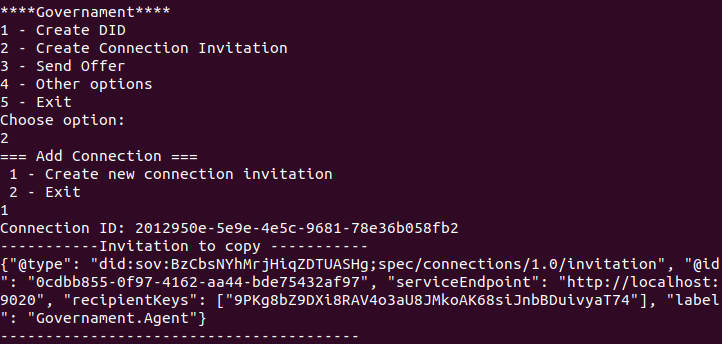 ****Governament****
1 - Create DID
2 - Create Connection Invitation
3 - Send Offer
4 - Other options
5 - Exit
Choose option:
2
=== Add Connection ===
 1 - Create new connection invitation
 2 - Exit
1
Connection ID: 2012950e-5e9e-4e5c-9681-78e36b058fb2
-----------Invitation to copy -----------
{"@type": "did:sov:BzCbsNYhMrjHiqZDTUASHg;spec/connections/1.0/invitation", "@id
": "0cdbb855-0f97-4162-aa44-bde75432af97", "serviceEndpoint": "http://localhost:
9020", "recipientKeys": ["9PKg8bZ9DXi8RAV4o3aU8JMkoAK68siJnbBDuivyaT74"], "label
": "Governament.Agent"}
----------------------------------------